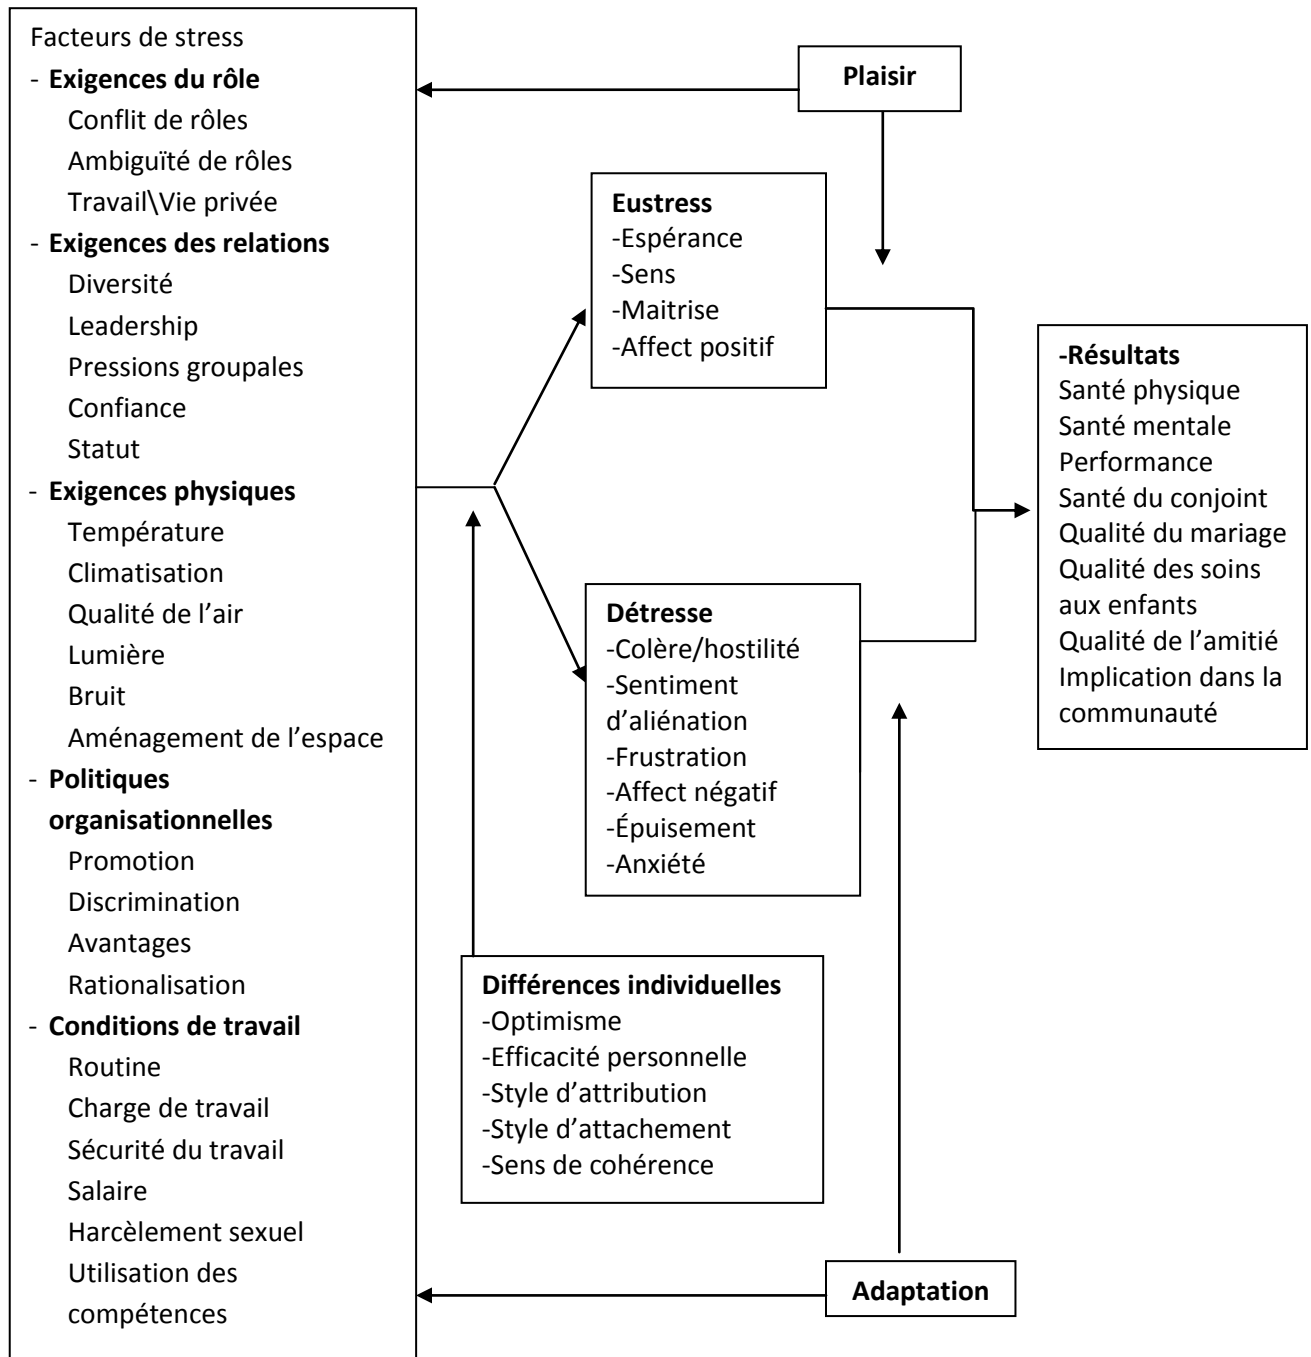 Facteurs de stress
- Exigences du rôle
Conflit de rôles
Ambiguïté de rôles
Travail\Vie privée
- Exigences des relations
Diversité
Leadership
Pressions groupales
Confiance
Statut
- Exigences physiques
Température
Climatisation
Qualité de l’air
Lumière
Bruit
Aménagement de l’espace
- Politiques
organisationnelles
Promotion
Discrimination
Avantages
Rationalisation
- Conditions de travail
Routine
Charge de travail
Sécurité du travail
Salaire
Harcèlement sexuel
Utilisation des
compétences
Plaisir
Eustress
-Espérance
-Sens
-Maitrise
-Affect positif
Détresse
-Colère/hostilité
-Sentiment
d’aliénation
-Frustration
-Affect négatif
-Épuisement
-Anxiété
Différences individuelles
-Optimisme
-Efficacité personnelle
-Style d’attribution
-Style d’attachement
-Sens de cohérence
Adaptation
-Résultats
Santé physique
Santé mentale
Performance
Santé du conjoint
Qualité du mariage
Qualité des soins
aux enfants
Qualité de l’amitié
Implication dans la
communauté